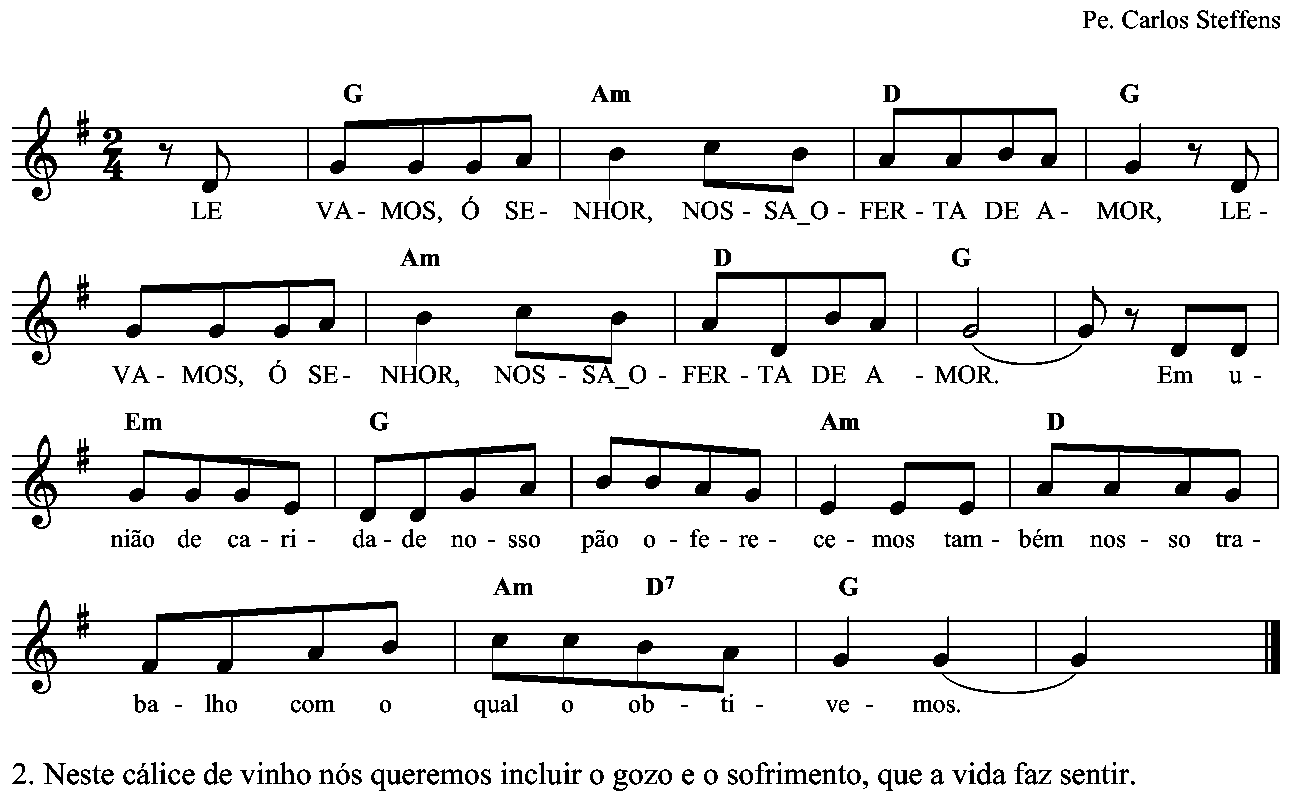 Pe. Carlos Steffens
G Am D G
2
4
LE VA - MOS, Ó SE - NHOR, NOS - SA_O - FER - TA DE A - MOR, LE -
Am D G
VA - MOS, Ó SE - NHOR, NOS - SA_O - FER - TA DE A - MOR. Em u -
Em G Am D
nião de ca - ri - da - de no - sso pão o - fe - re - ce - mos tam - bém nos - so tra -
Am D7 G
ba - lho com o qual o ob - ti - ve - mos.
2. Neste cálice de vinho nós queremos incluir o gozo e o sofrimento, que a vida faz sentir.